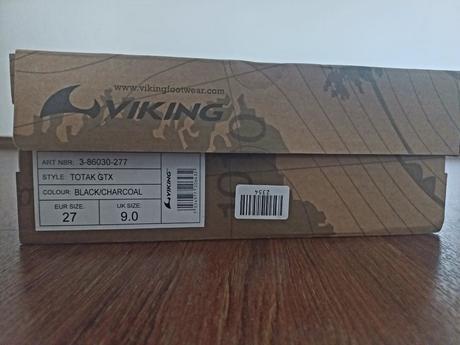 www.vikingfootwear.com
VIKING
ART NBR: 3-86030-277
STYLE: TOTAK GTX
COLOUR: BLACK/CHARCOAL
EUR SIZE: UK SIZE:
27 9.0
VIKING
2354